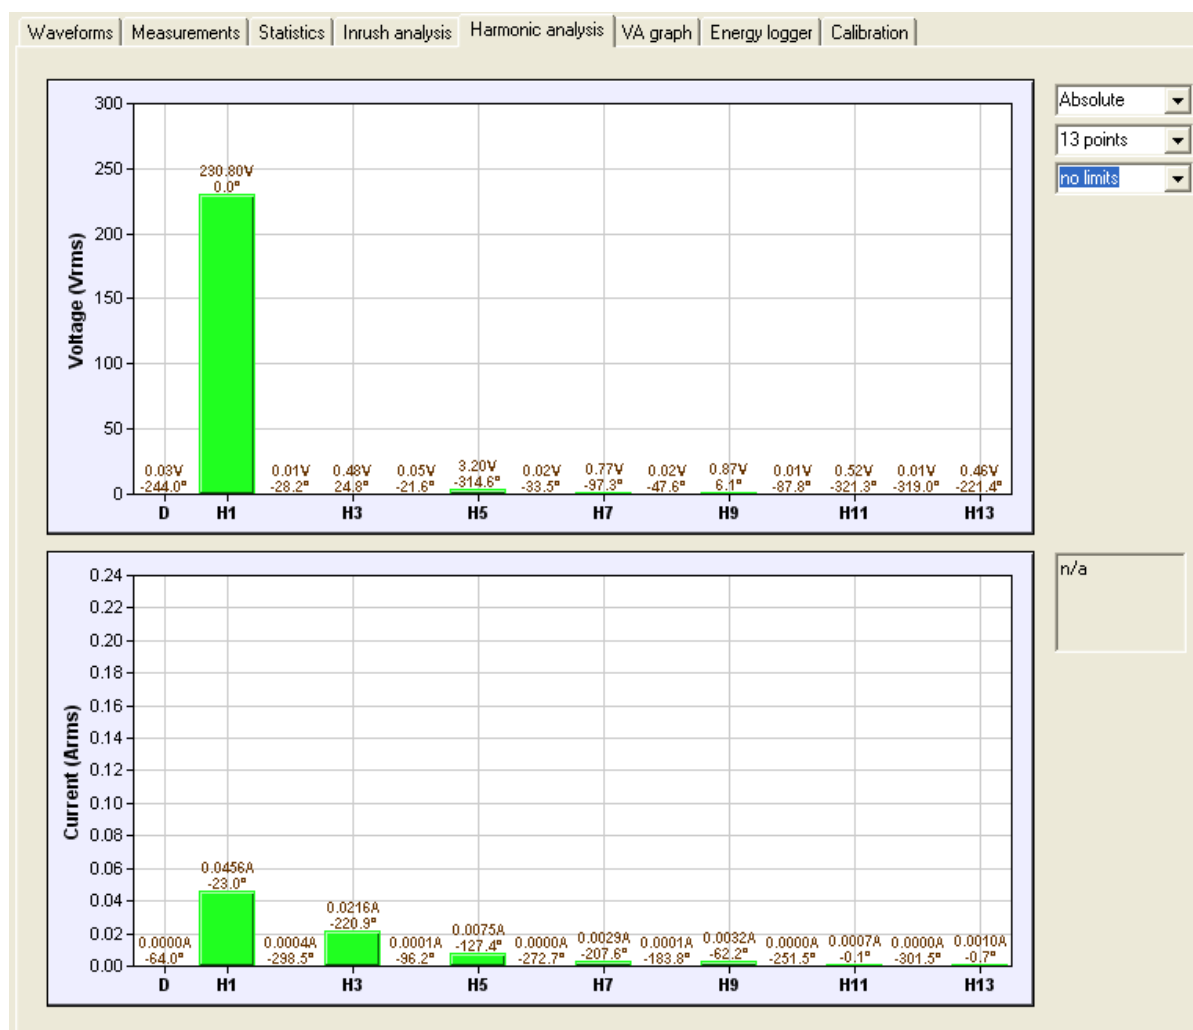 Waveforms Measurements Statistics Inrush analysis Harmonic analysis VA graph Energy logger Calibration
Absolute
13 points
no limits
Voltage (Vrms)
300
250
200
150
100
50
0
230.80V
0.0°
0.03V 0.01V 0.48V 0.05V 3.20V 0.02V 0.77V 0.02V 0.87V 0.01V 0.52V 0.01V 0.46V
-244.0° -28.2° 24.8° -21.6° -314.6° -33.5° -97.3° -47.6° 6.1° -87.8° -321.3° -319.0° -221.4°
D H1 H3 H5 H7 H9 H11 H13
n/a
Current (Arms)
0.24
0.22
0.20
0.18
0.16
0.14
0.12
0.10
0.08
0.06
0.04
0.02
0.00
0.0456A
-23.0°
0.0216A
-220.9°
0.0000A 0.0004A 0.0001A 0.0075A 0.0000A 0.0029A 0.0001A 0.0032A 0.0000A 0.0007A 0.0000A 0.0010A
-64.0° -298.5° -96.2° -127.4° -272.7° -207.6° -183.8° -62.2° -251.5° -0.1° -301.5° -0.7°
D H1 H3 H5 H7 H9 H11 H13